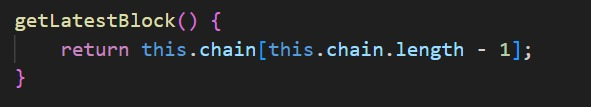 getLatestBlock() {
    return this.chain[this.chain.length - 1];
}